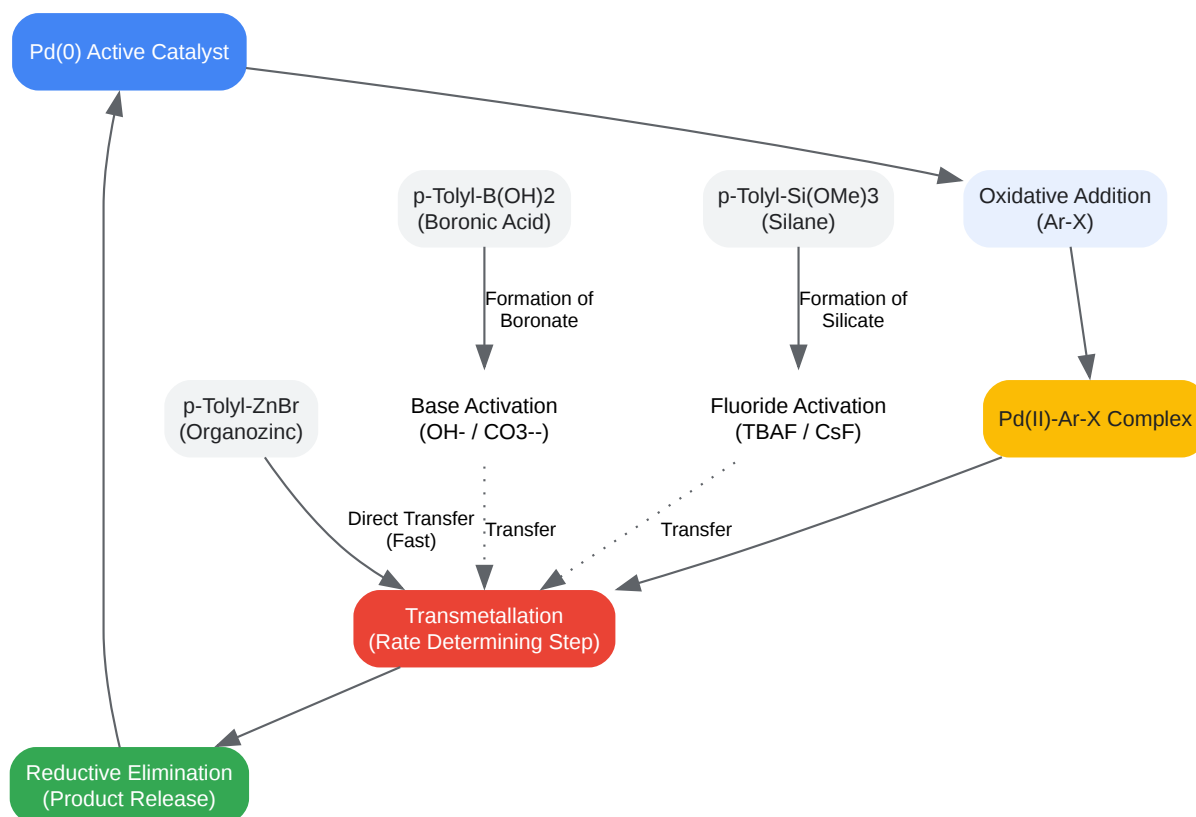 Pd(0) Active Catalyst
p-Tolyl-B(OH)2
(Boronic Acid)
p-Tolyl-Si(OMe)3
(Silane)
Oxidative Addition
(Ar-X)
Formation of
Boronate
Formation of
Silicate
p-Tolyl-ZnBr
(Organozinc)
Base Activation
(OH- / CO3--)
Fluoride Activation
(TBAF / CsF)
Pd(II)-Ar-X Complex
Direct Transfer
(Fast)
Transfer
Transfer
Transmetallation
(Rate Determining Step)
Reductive Elimination
(Product Release)